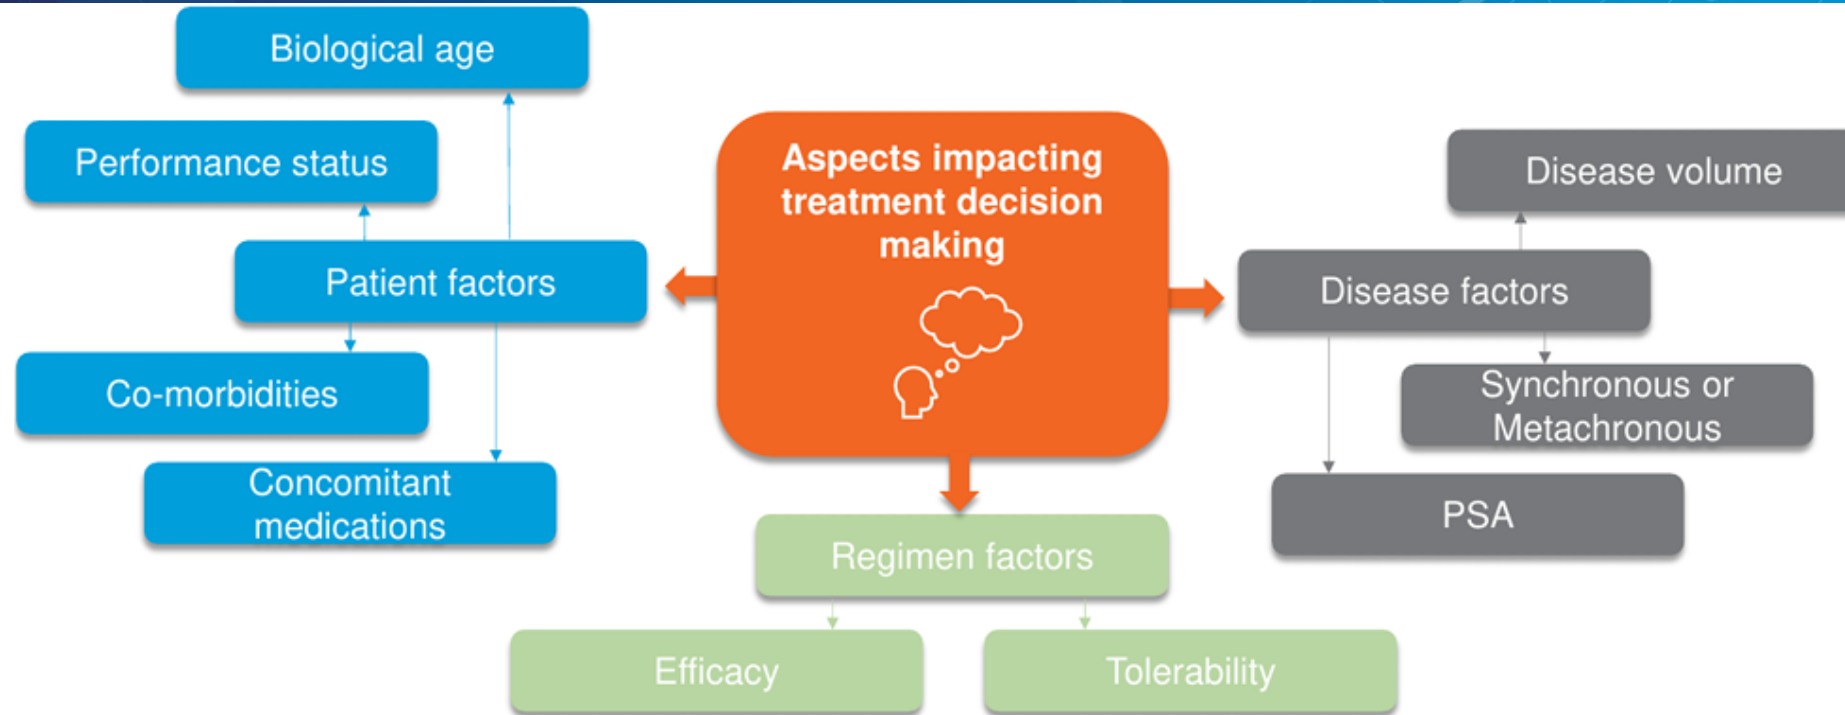 Biological age
Performance status
Patient factors
Co-morbidities
Concomitant
medications
Aspects impacting
treatment decision
making
Disease volume
Disease factors
Synchronous or
Metachronous
PSA
Regimen factors
Efficacy
Tolerability